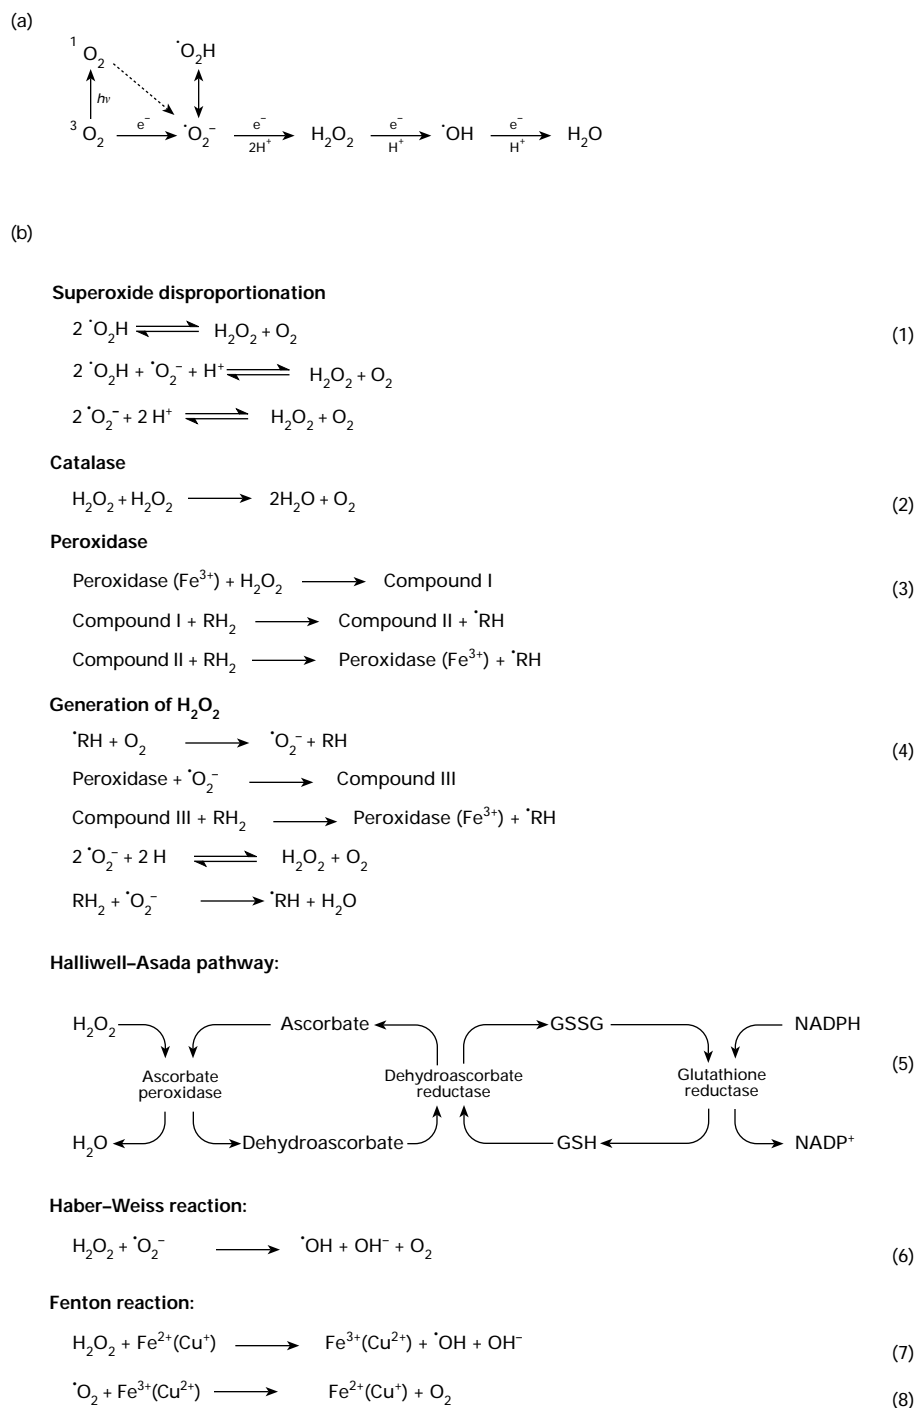 (a)
¹O₂ ˙O₂H
hν
³O₂ e⁻ ˙O₂⁻ e⁻ 2H⁺ H₂O₂ e⁻ H⁺ ˙OH e⁻ H⁺ H₂O
(b)
Superoxide disproportionation
2 ˙O₂H ⇌ H₂O₂ + O₂ (1)
2 ˙O₂H + ˙O₂⁻ + H⁺ ⇌ H₂O₂ + O₂
2 ˙O₂⁻ + 2 H⁺ ⇌ H₂O₂ + O₂
Catalase
H₂O₂ + H₂O₂ → 2H₂O + O₂ (2)
Peroxidase
Peroxidase (Fe³⁺) + H₂O₂ → Compound I (3)
Compound I + RH₂ → Compound II + ˙RH
Compound II + RH₂ → Peroxidase (Fe³⁺) + ˙RH
Generation of H₂O₂
˙RH + O₂ → ˙O₂⁻ + RH (4)
Peroxidase + ˙O₂⁻ → Compound III
Compound III + RH₂ → Peroxidase (Fe³⁺) + ˙RH
2 ˙O₂⁻ + 2 H ⇌ H₂O₂ + O₂
RH₂ + ˙O₂⁻ → ˙RH + H₂O
Halliwell–Asada pathway:
H₂O₂ Ascorbate GSSG NADPH
Ascorbate peroxidase Dehydroascorbate reductase Glutathione reductase (5)
H₂O Dehydroascorbate GSH NADP⁺
Haber–Weiss reaction:
H₂O₂ + ˙O₂⁻ → ˙OH + OH⁻ + O₂ (6)
Fenton reaction:
H₂O₂ + Fe²⁺(Cu⁺) → Fe³⁺(Cu²⁺) + ˙OH + OH⁻ (7)
˙O₂ + Fe³⁺(Cu²⁺) → Fe²⁺(Cu⁺) + O₂ (8)